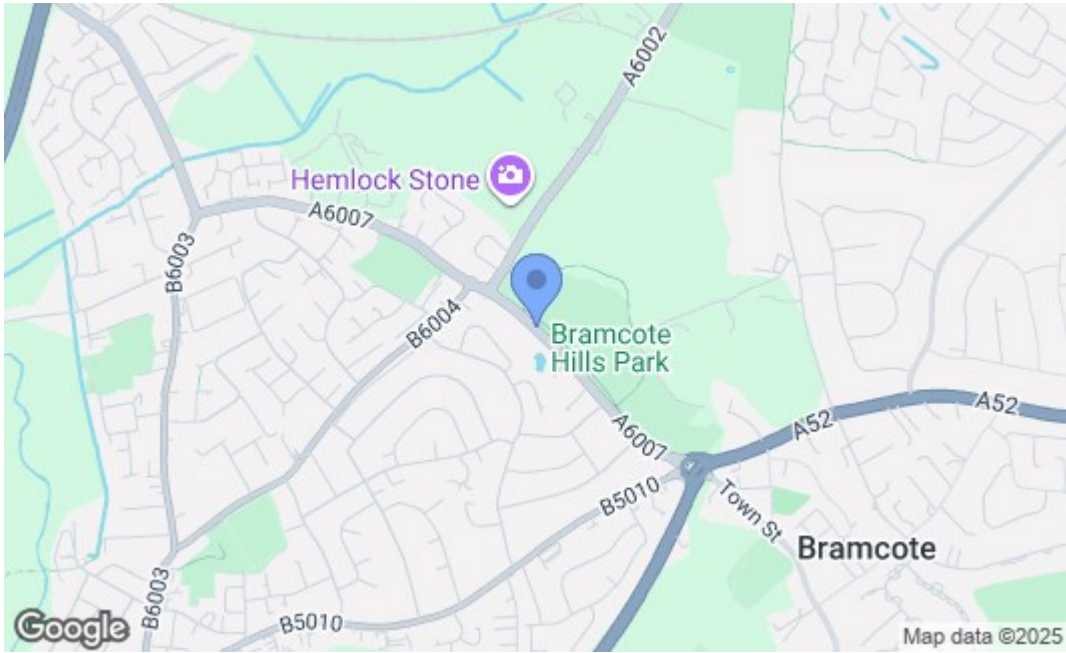 A6002
Hemlock Stone
A6007
B6003
B6004
Bramcote
Hills Park
A6007
A52
A52
B5010
Town St
Bramcote
B6003
B5010
Google
Map data ©2025